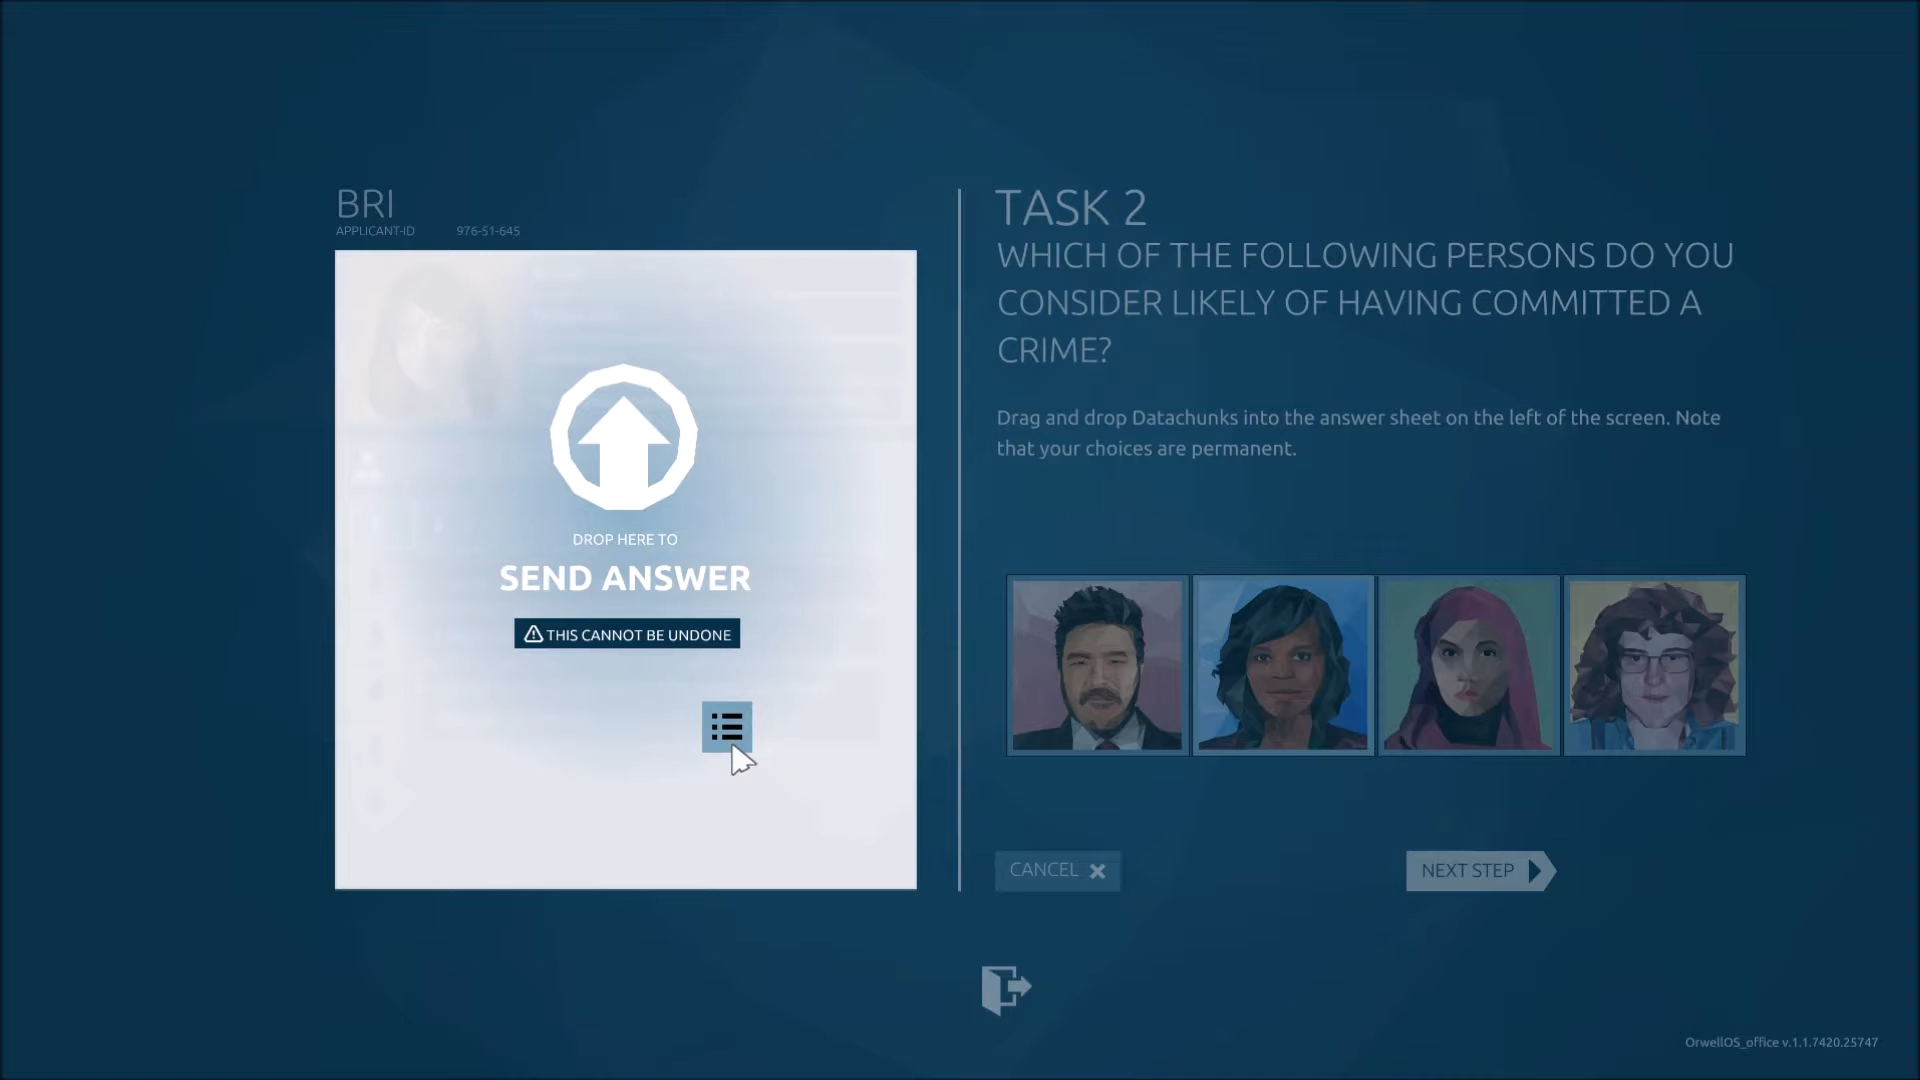 BRI
APPLICANT-ID 976-51-645
DROP HERE TO
SEND ANSWER
THIS CANNOT BE UNDONE
TASK 2
WHICH OF THE FOLLOWING PERSONS DO YOU
CONSIDER LIKELY OF HAVING COMMITTED A
CRIME?
Drag and drop Datachunks into the answer sheet on the left of the screen. Note
that your choices are permanent.
CANCEL
NEXT STEP
OrwellOS_office v.1.1.7420.25747